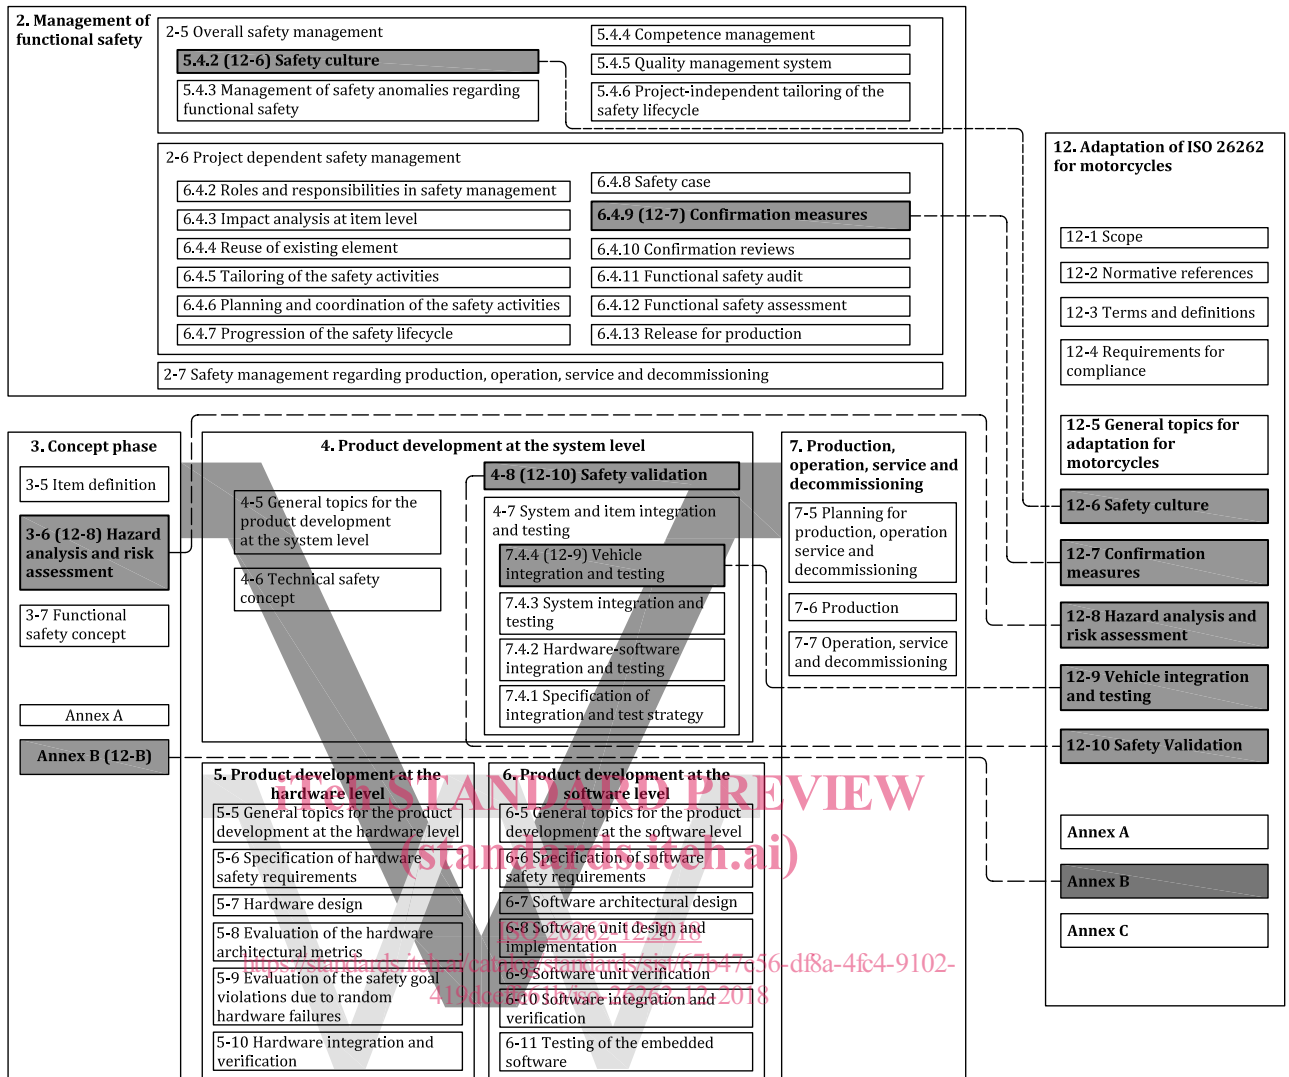 2. Management of
functional safety
2-5 Overall safety management
5.4.2 (12-6) Safety culture
5.4.3 Management of safety anomalies regarding
functional safety
5.4.4 Competence management
5.4.5 Quality management system
5.4.6 Project-independent tailoring of the
safety lifecycle
2-6 Project dependent safety management
6.4.2 Roles and responsibilities in safety management
6.4.3 Impact analysis at item level
6.4.4 Reuse of existing element
6.4.5 Tailoring of the safety activities
6.4.6 Planning and coordination of the safety activities
6.4.7 Progression of the safety lifecycle
6.4.8 Safety case
6.4.9 (12-7) Confirmation measures
6.4.10 Confirmation reviews
6.4.11 Functional safety audit
6.4.12 Functional safety assessment
6.4.13 Release for production
2-7 Safety management regarding production, operation, service and decommissioning
3. Concept phase
3-5 Item definition
3-6 (12-8) Hazard
analysis and risk
assessment
3-7 Functional
safety concept
Annex A
Annex B (12-B)
4. Product development at the system level
4-5 General topics for the
product development
at the system level
4-6 Technical safety
concept
4-8 (12-10) Safety validation
4-7 System and item integration
and testing
7.4.4 (12-9) Vehicle
integration and testing
7.4.3 System integration and
testing
7.4.2 Hardware-software
integration and testing
7.4.1 Specification of
integration and test strategy
7. Production,
operation, service and
decommissioning
7-5 Planning for
production, operation
service and
decommissioning
7-6 Production
7-7 Operation, service
and decommissioning
5. Product development at the
hardware level
5-5 General topics for the product
development at the hardware level
5-6 Specification of hardware
safety requirements
5-7 Hardware design
5-8 Evaluation of the hardware
architectural metrics
5-9 Evaluation of the safety goal
violations due to random
hardware failures
5-10 Hardware integration and
verification
6. Product development at the
software level
6-5 General topics for the product
development at the software level
6-6 Specification of software
safety requirements
6-7 Software architectural design
6-8 Software unit design and
implementation
6-9 Software unit verification
6-10 Software integration and
verification
6-11 Testing of the embedded
software
12. Adaptation of ISO 26262
for motorcycles
12-1 Scope
12-2 Normative references
12-3 Terms and definitions
12-4 Requirements for
compliance
12-5 General topics for
adaptation for
motorcycles
12-6 Safety culture
12-7 Confirmation
measures
12-8 Hazard analysis and
risk assessment
12-9 Vehicle integration
and testing
12-10 Safety Validation
Annex A
Annex B
Annex C
iTeh STANDARD PREVIEW
(standards.iteh.ai)
ISO 26262-12:2018
https://standards.iteh.ai/catalog/standards/sist/67b47c56-df8a-4fc4-9102-